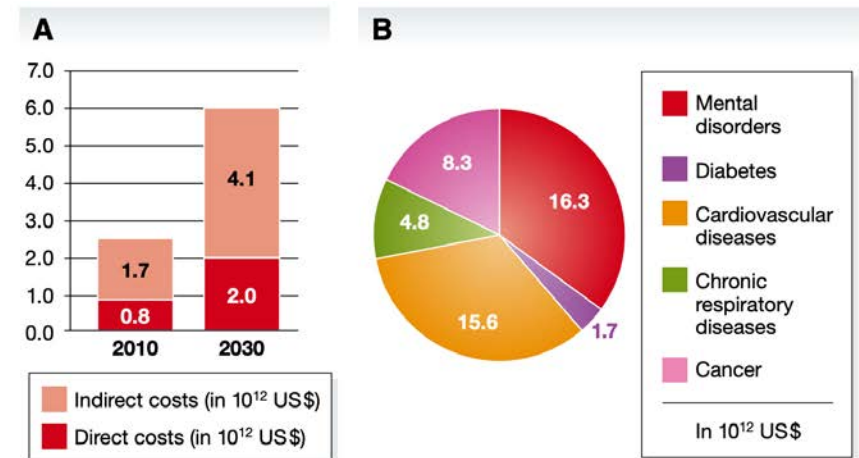 A
7.0
6.0
5.0
4.0
3.0
2.0
1.0
0.0
4.1
1.7
2.0
0.8
2010 2030
Indirect costs (in 10¹² US$)
Direct costs (in 10¹² US$)
B
8.3
16.3
4.8
15.6
1.7
Mental
disorders
Diabetes
Cardiovascular
diseases
Chronic
respiratory
diseases
Cancer
In 10¹² US$